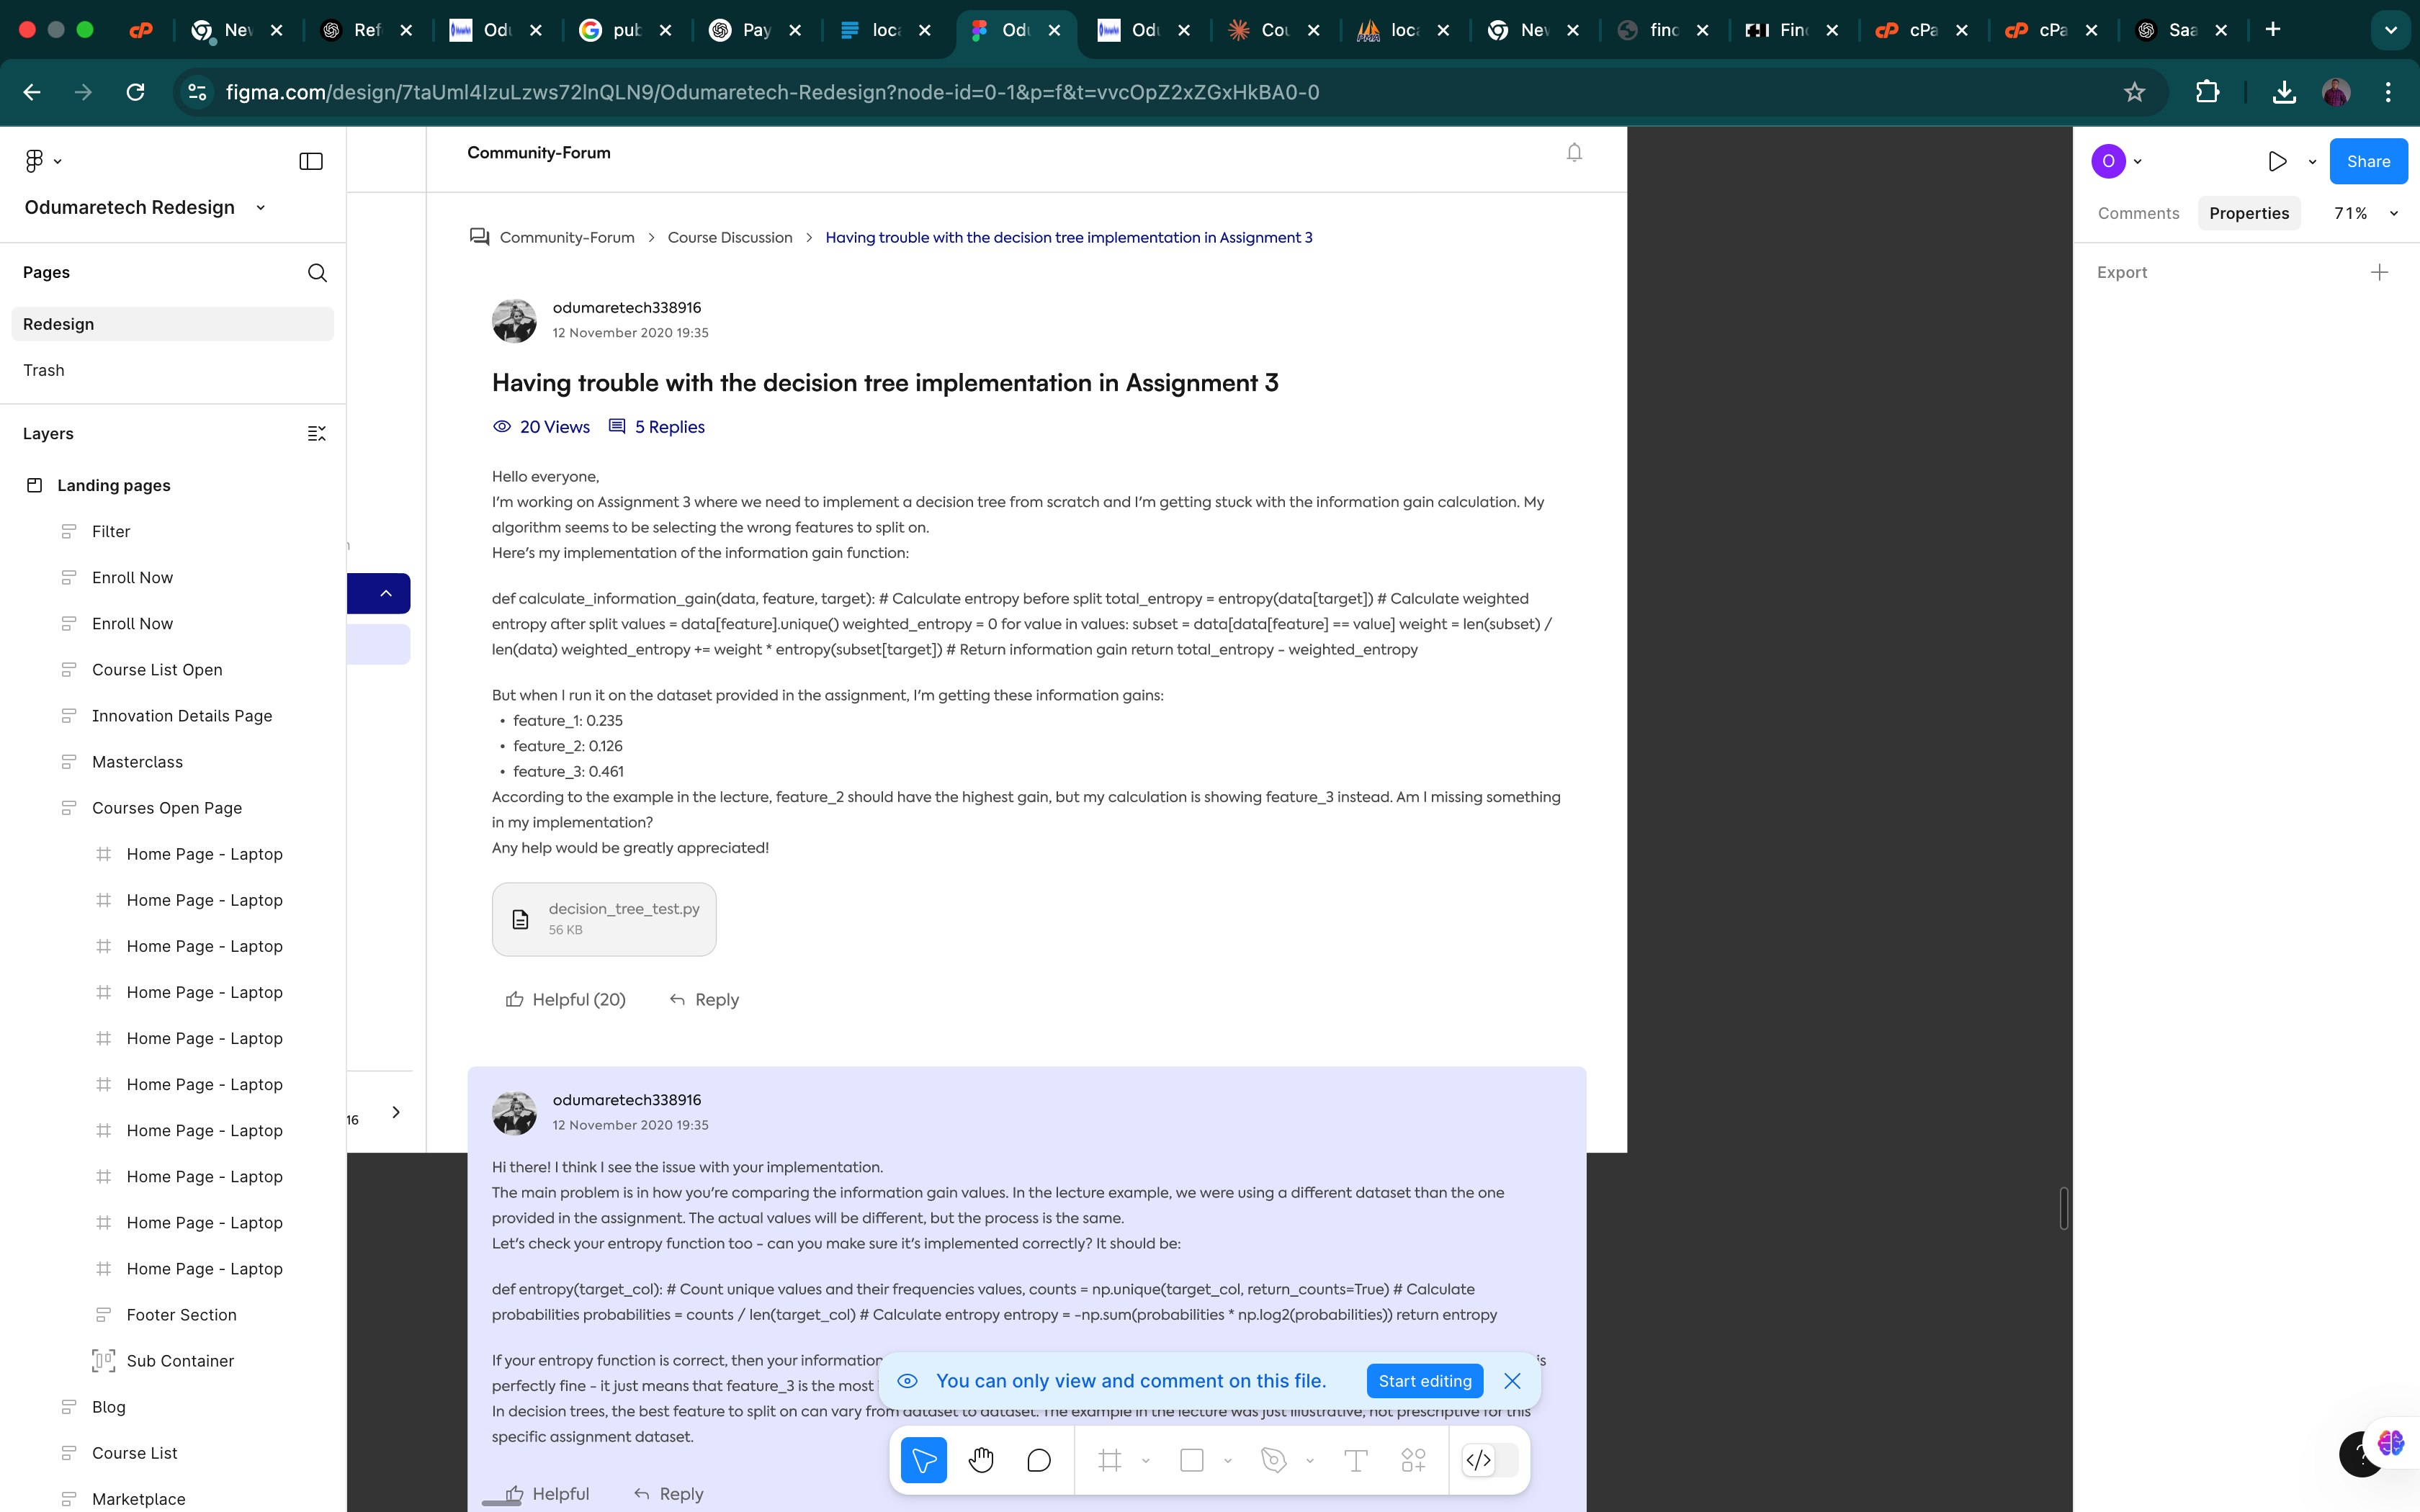 New
Ref
Odu
pub
Pay
loca
Odu
Odu
Cou
loca
New
finc
Finc
cPa
cPa
Saa
figma.com/design/7taUmI4IzuLzws72lnQLN9/Odumaretech-Redesign?node-id=0-1&p=f&t=vvcOpZ2xZGxHkBA0-0
Odumaretech Redesign
Pages
Redesign
Trash
Layers
Landing pages
Filter
Enroll Now
Enroll Now
Course List Open
Innovation Details Page
Masterclass
Courses Open Page
Home Page - Laptop
Home Page - Laptop
Home Page - Laptop
Home Page - Laptop
Home Page - Laptop
Home Page - Laptop
Home Page - Laptop
Home Page - Laptop
Home Page - Laptop
Home Page - Laptop
Footer Section
Sub Container
Blog
Course List
Marketplace
16
Community-Forum
Community-Forum > Course Discussion > Having trouble with the decision tree implementation in Assignment 3
odumaretech338916
12 November 2020 19:35
Having trouble with the decision tree implementation in Assignment 3
20 Views 5 Replies
Hello everyone,
I'm working on Assignment 3 where we need to implement a decision tree from scratch and I'm getting stuck with the information gain calculation. My
algorithm seems to be selecting the wrong features to split on.
Here's my implementation of the information gain function:
def calculate_information_gain(data, feature, target): # Calculate entropy before split total_entropy = entropy(data[target]) # Calculate weighted
entropy after split values = data[feature].unique() weighted_entropy = 0 for value in values: subset = data[data[feature] == value] weight = len(subset) /
len(data) weighted_entropy += weight * entropy(subset[target]) # Return information gain return total_entropy - weighted_entropy
But when I run it on the dataset provided in the assignment, I'm getting these information gains:
• feature_1: 0.235
• feature_2: 0.126
• feature_3: 0.461
According to the example in the lecture, feature_2 should have the highest gain, but my calculation is showing feature_3 instead. Am I missing something
in my implementation?
Any help would be greatly appreciated!
decision_tree_test.py
56 KB
Helpful (20) Reply
odumaretech338916
12 November 2020 19:35
Hi there! I think I see the issue with your implementation.
The main problem is in how you're comparing the information gain values. In the lecture example, we were using a different dataset than the one
provided in the assignment. The actual values will be different, but the process is the same.
Let's check your entropy function too - can you make sure it's implemented correctly? It should be:
def entropy(target_col): # Count unique values and their frequencies values, counts = np.unique(target_col, return_counts=True) # Calculate
probabilities probabilities = counts / len(target_col) # Calculate entropy entropy = -np.sum(probabilities * np.log2(probabilities)) return entropy
If your entropy function is correct, then your information is
perfectly fine - it just means that feature_3 is the most
In decision trees, the best feature to split on can vary from dataset to dataset. The example in the lecture was just illustrative, not prescriptive for this
specific assignment dataset.
Helpful Reply
You can only view and comment on this file.
Start editing
O
Share
Comments
Properties
71%
Export
?